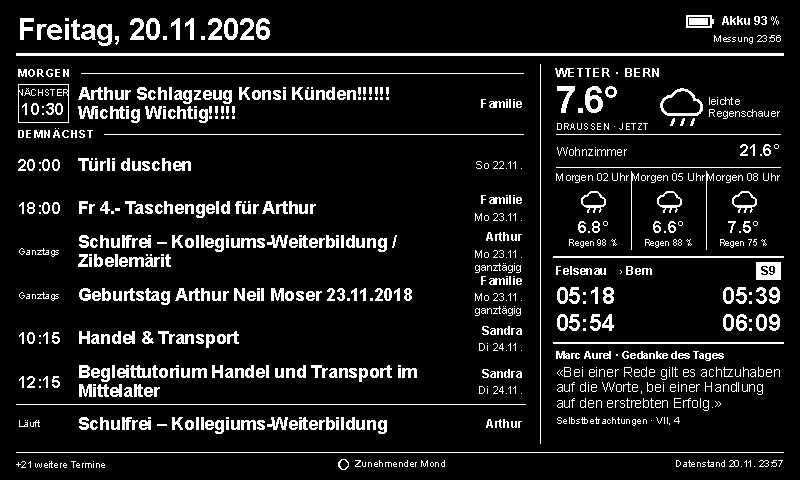 Freitag, 20.11.2026
Akku 93 %
Messung 23:56
MORGEN
NÄCHSTER
10:30
Arthur Schlagzeug Konsi Künden!!!!!!
Wichtig Wichtig!!!!!
Familie
DEMNÄCHST
20:00 Türli duschen So 22.11.
18:00 Fr 4.- Taschengeld für Arthur
Familie
Mo 23.11.
Ganztags
Schulfrei – Kollegiums-Weiterbildung /
Zibelemärit
Arthur
Mo 23.11.
ganztägig
Ganztags Geburtstag Arthur Neil Moser 23.11.2018
Familie
Mo 23.11.
ganztägig
10:15 Handel & Transport
Sandra
Di 24.11.
12:15
Begleittutorium Handel und Transport im
Mittelalter
Sandra
Di 24.11.
Läuft Schulfrei – Kollegiums-Weiterbildung Arthur
WETTER · BERN
7.6°
leichte
Regenschauer
DRAUSSEN · JETZT
Wohnzimmer 21.6°
Morgen 02 Uhr Morgen 05 Uhr Morgen 08 Uhr
6.8° 6.6° 7.5°
Regen 98 % Regen 88 % Regen 75 %
Felsenau › Bern S9
05:18 05:39
05:54 06:09
Marc Aurel · Gedanke des Tages
«Bei einer Rede gilt es achtzuhaben
auf die Worte, bei einer Handlung
auf den erstrebten Erfolg.»
Selbstbetrachtungen · VII, 4
+21 weitere Termine
Zunehmender Mond
Datenstand 20.11. 23:57